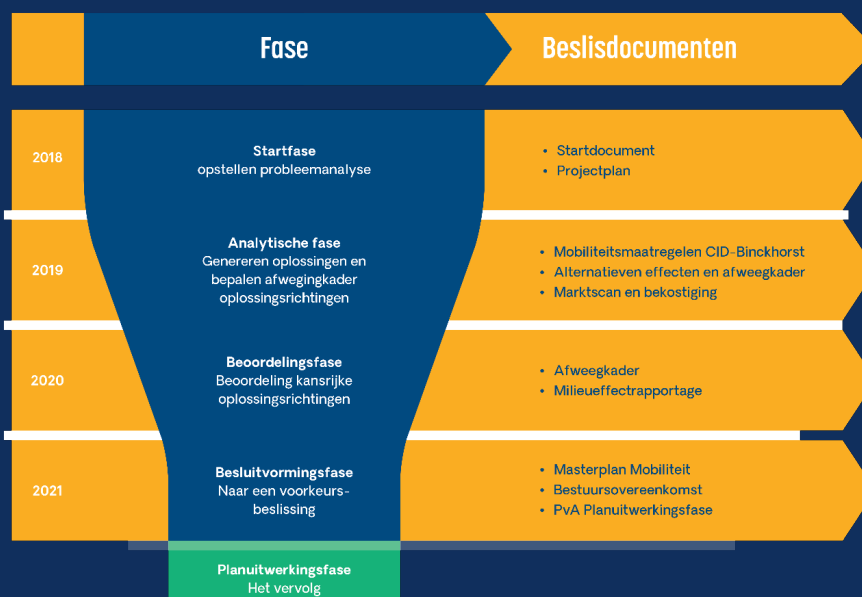 Fase
Beslisdocumenten
2018
Startfase
opstellen probleemanalyse
• Startdocument
• Projectplan
2019
Analytische fase
Genereren oplossingen en
bepalen afwegingkader
oplossingsrichtingen
• Mobiliteitsmaatregelen CID-Binckhorst
• Alternatieven effecten en afweegkader
• Marktscan en bekostiging
2020
Beoordelingsfase
Beoordeling kansrijke
oplossingsrichtingen
• Afweegkader
• Milieueffectrapportage
2021
Besluitvormingsfase
Naar een voorkeurs-
beslissing
• Masterplan Mobiliteit
• Bestuursovereenkomst
• PvA Planuitwerkingsfase
Planuitwerkingsfase
Het vervolg